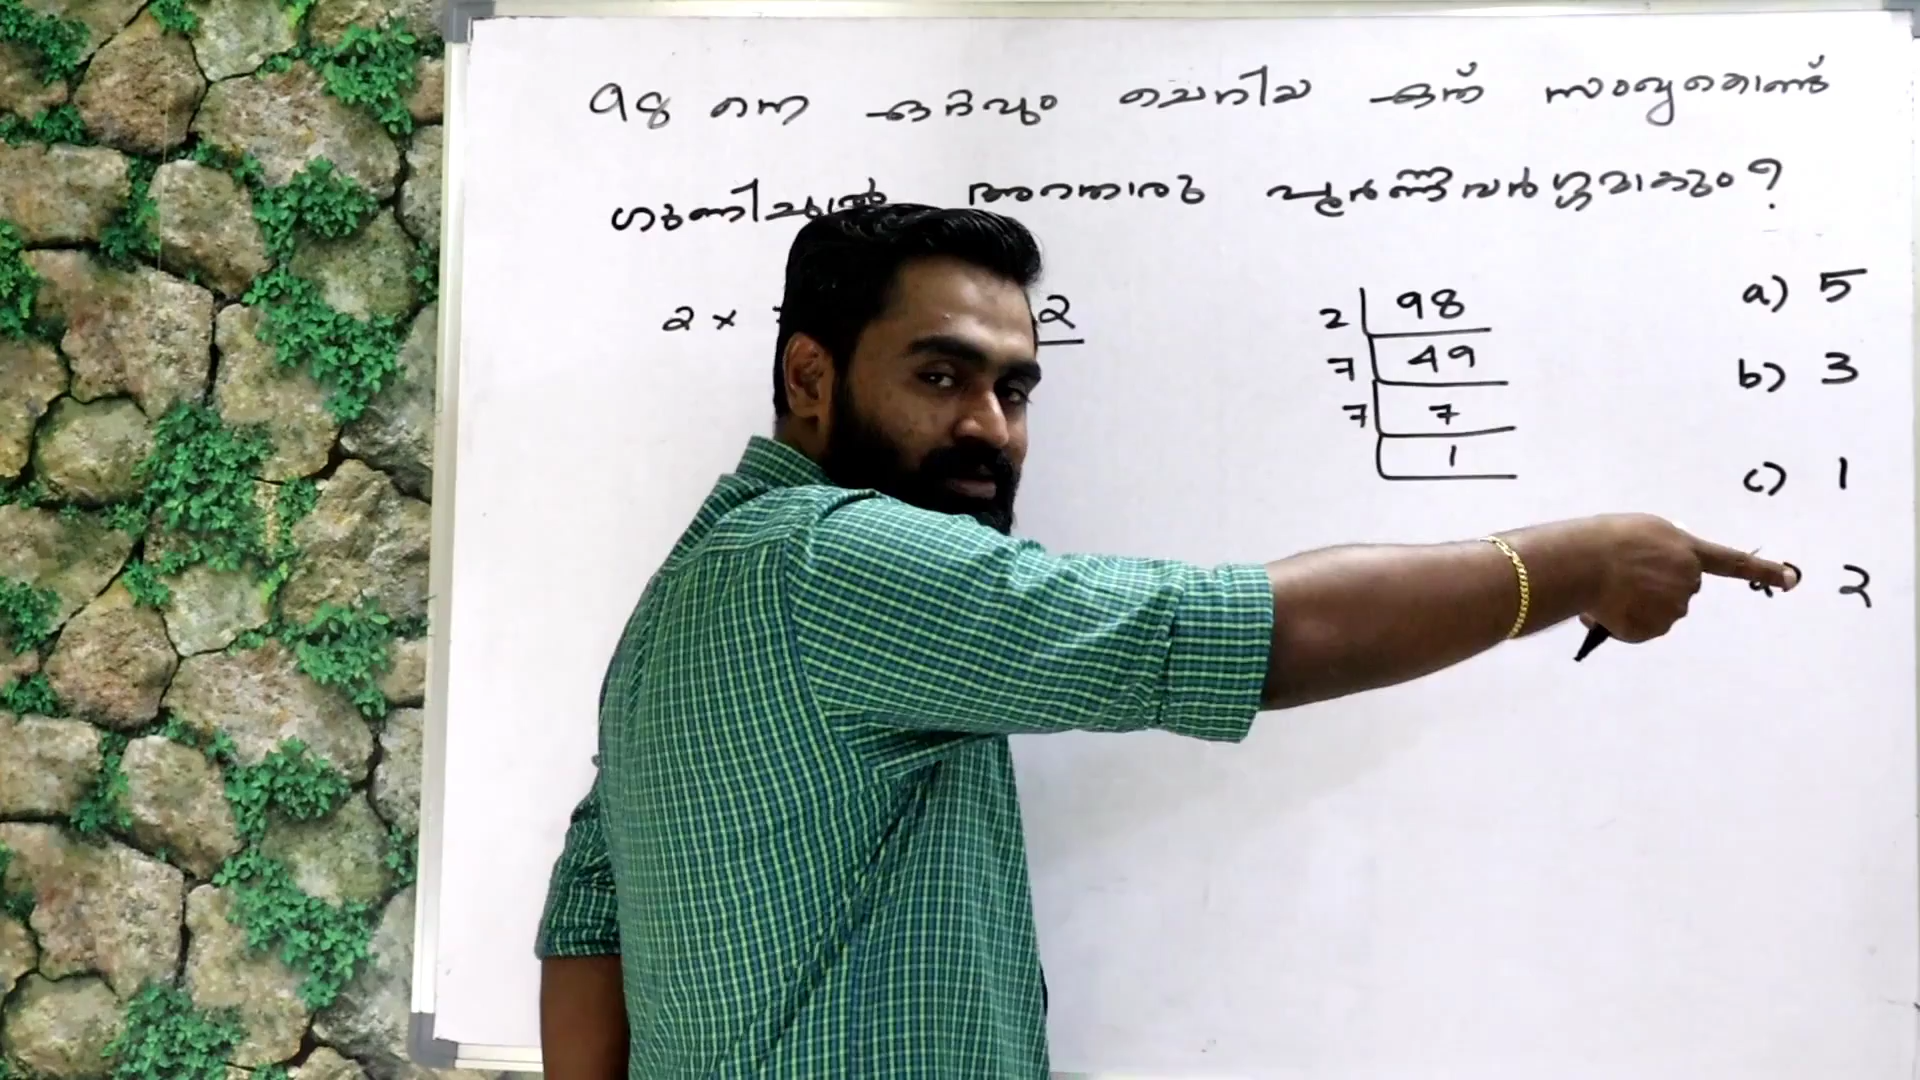 98 നെ ഏറ്റവും ചെറിയ ഏത് സംഖ്യകൊണ്ട്
ഗുണിച്ചാൽ അതൊരു പൂർണ്ണവർഗ്ഗമാകും?
2 ×
2
2 98
7 49
7 7
1
a) 5
b) 3
c) 1
2